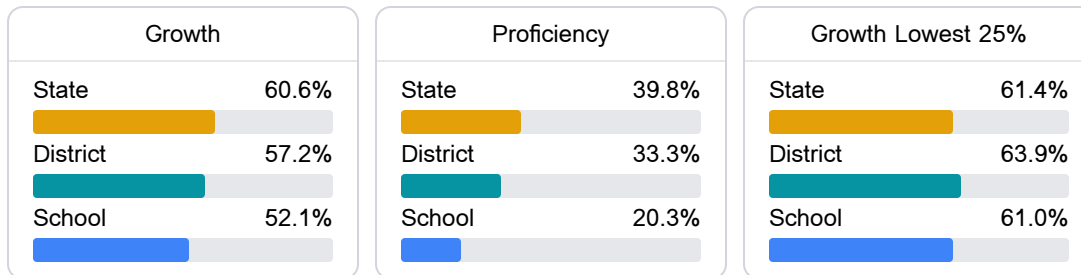 Growth
State 60.6%
District 57.2%
School 52.1%
Proficiency
State 39.8%
District 33.3%
School 20.3%
Growth Lowest 25%
State 61.4%
District 63.9%
School 61.0%